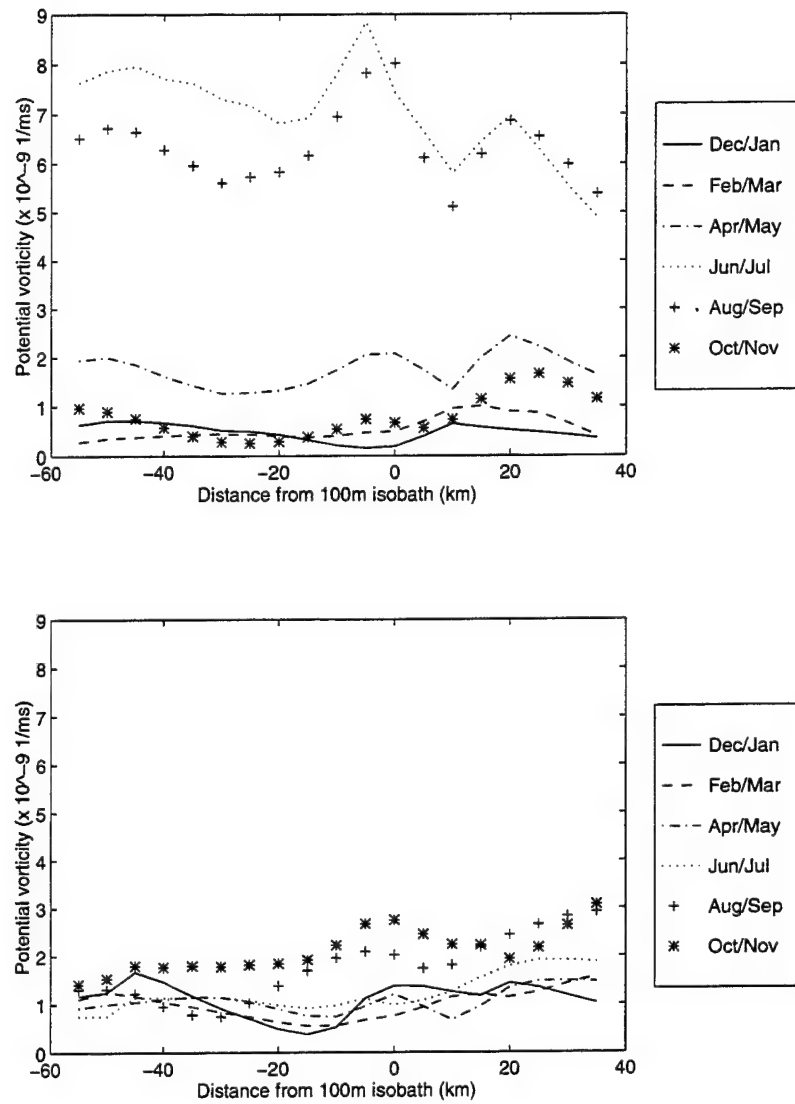 9
8
7
6
5
4
3
2
1
0
Potential vorticity (x 10^−9 1/ms)
−60 −40 −20 0 20 40
Distance from 100m isobath (km)
Dec/Jan
Feb/Mar
Apr/May
Jun/Jul
Aug/Sep
Oct/Nov
9
8
7
6
5
4
3
2
1
0
Potential vorticity (x 10^−9 1/ms)
−60 −40 −20 0 20 40
Distance from 100m isobath (km)
Dec/Jan
Feb/Mar
Apr/May
Jun/Jul
Aug/Sep
Oct/Nov